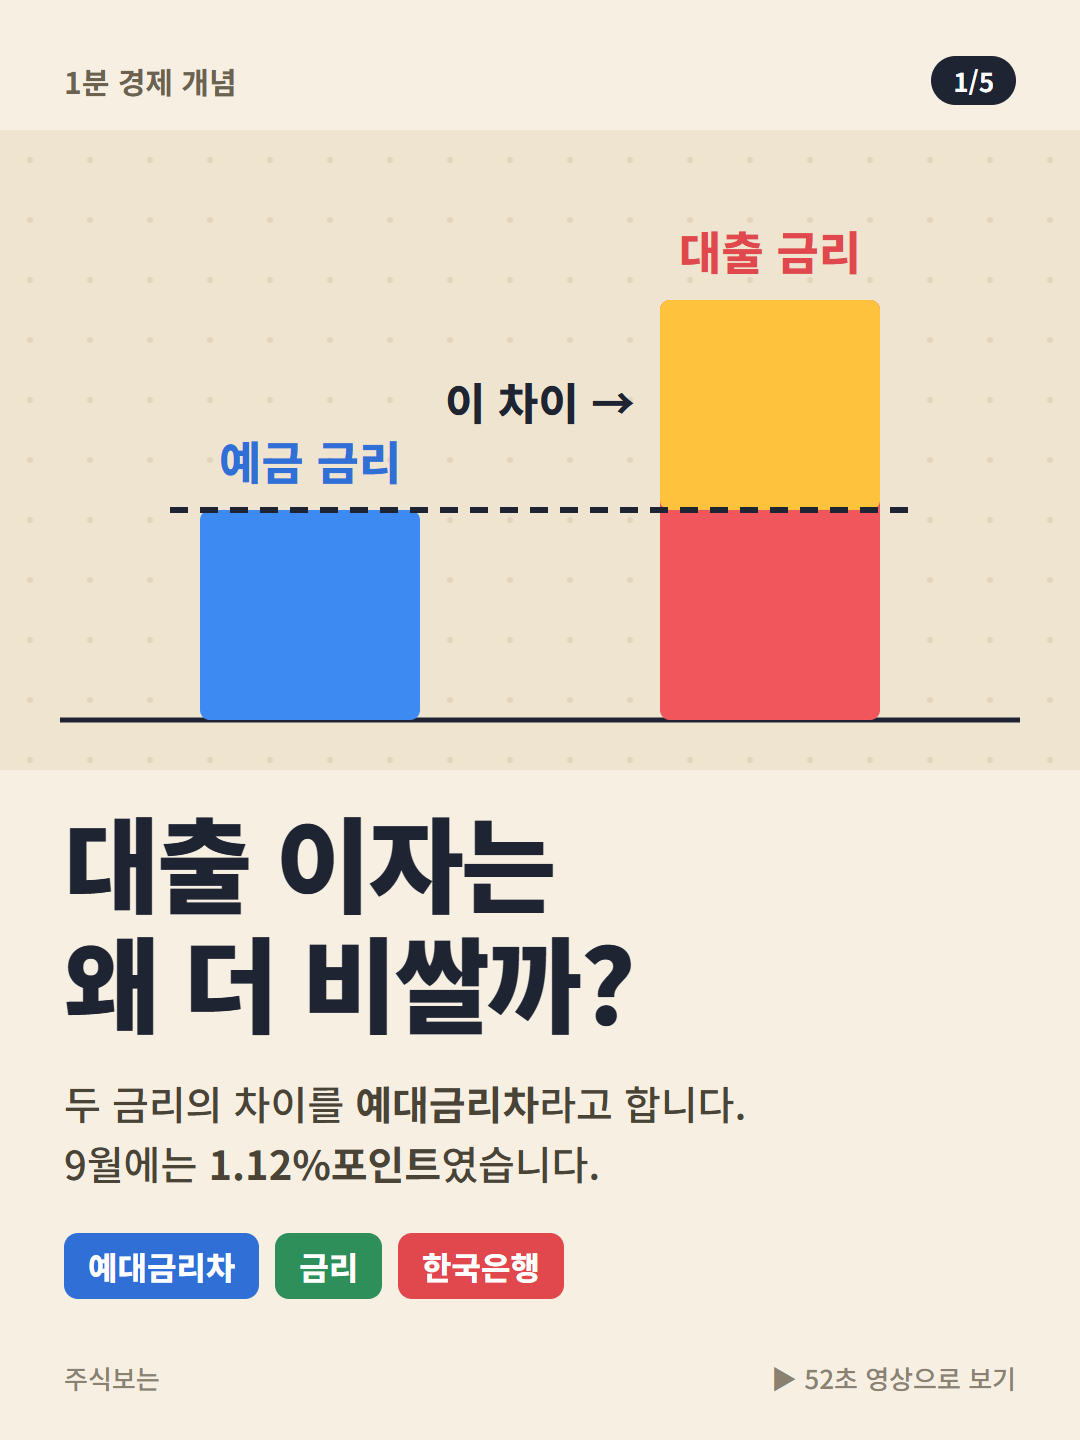 1분 경제 개념
1/5
대출 금리
이 차이 →
예금 금리
대출 이자는
왜 더 비쌀까?
두 금리의 차이를 예대금리차라고 합니다.
9월에는 1.12%포인트였습니다.
예대금리차
금리
한국은행
주식보는
▶ 52초 영상으로 보기